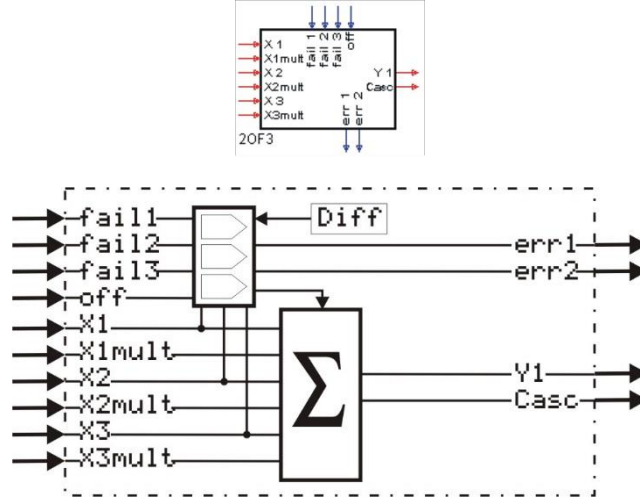 fail 1
fail 2
fail 3
off
X 1
X1mult
X 2
X2mult
X 3
X3mult
Y 1
Casc
err 1
err 2
2OF3
fail1
fail2
fail3
off
X1
X1mult
X2
X2mult
X3
X3mult
Diff
Σ
err1
err2
Y1
Casc